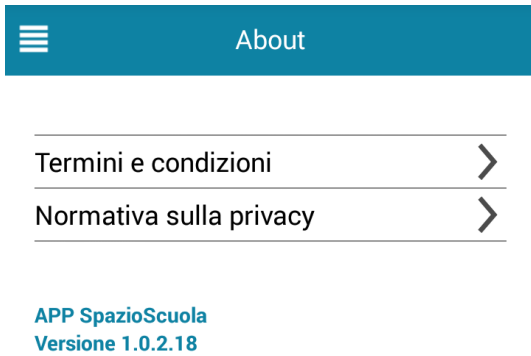 About
Termini e condizioni
Normativa sulla privacy
APP SpazioScuola
Versione 1.0.2.18